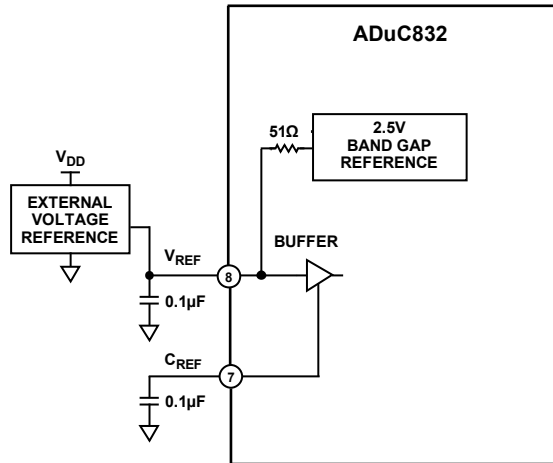 ADuC832
51Ω
2.5V
BAND GAP
REFERENCE
VDD
EXTERNAL
VOLTAGE
REFERENCE
VREF
8
BUFFER
0.1µF
CREF
7
0.1µF